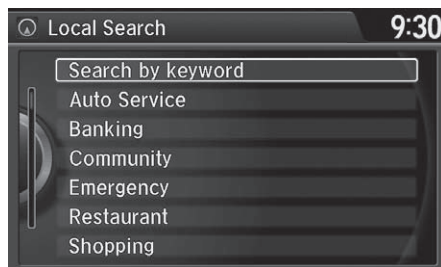 Local Search
9:30
Search by keyword
Auto Service
Banking
Community
Emergency
Restaurant
Shopping